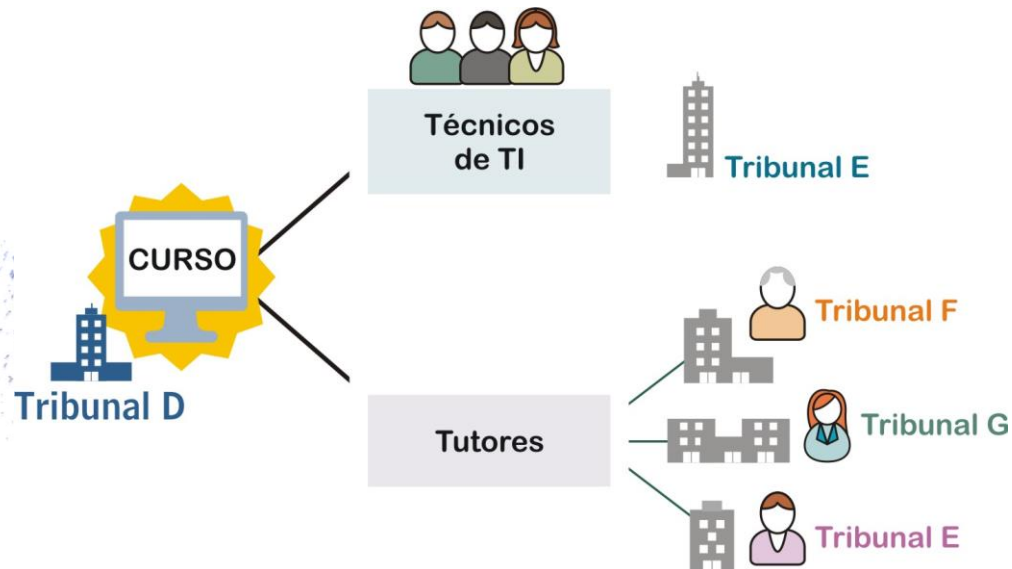 Técnicos
de TI
Tribunal E
CURSO
Tribunal D
Tribunal F
Tutores
Tribunal G
Tribunal E